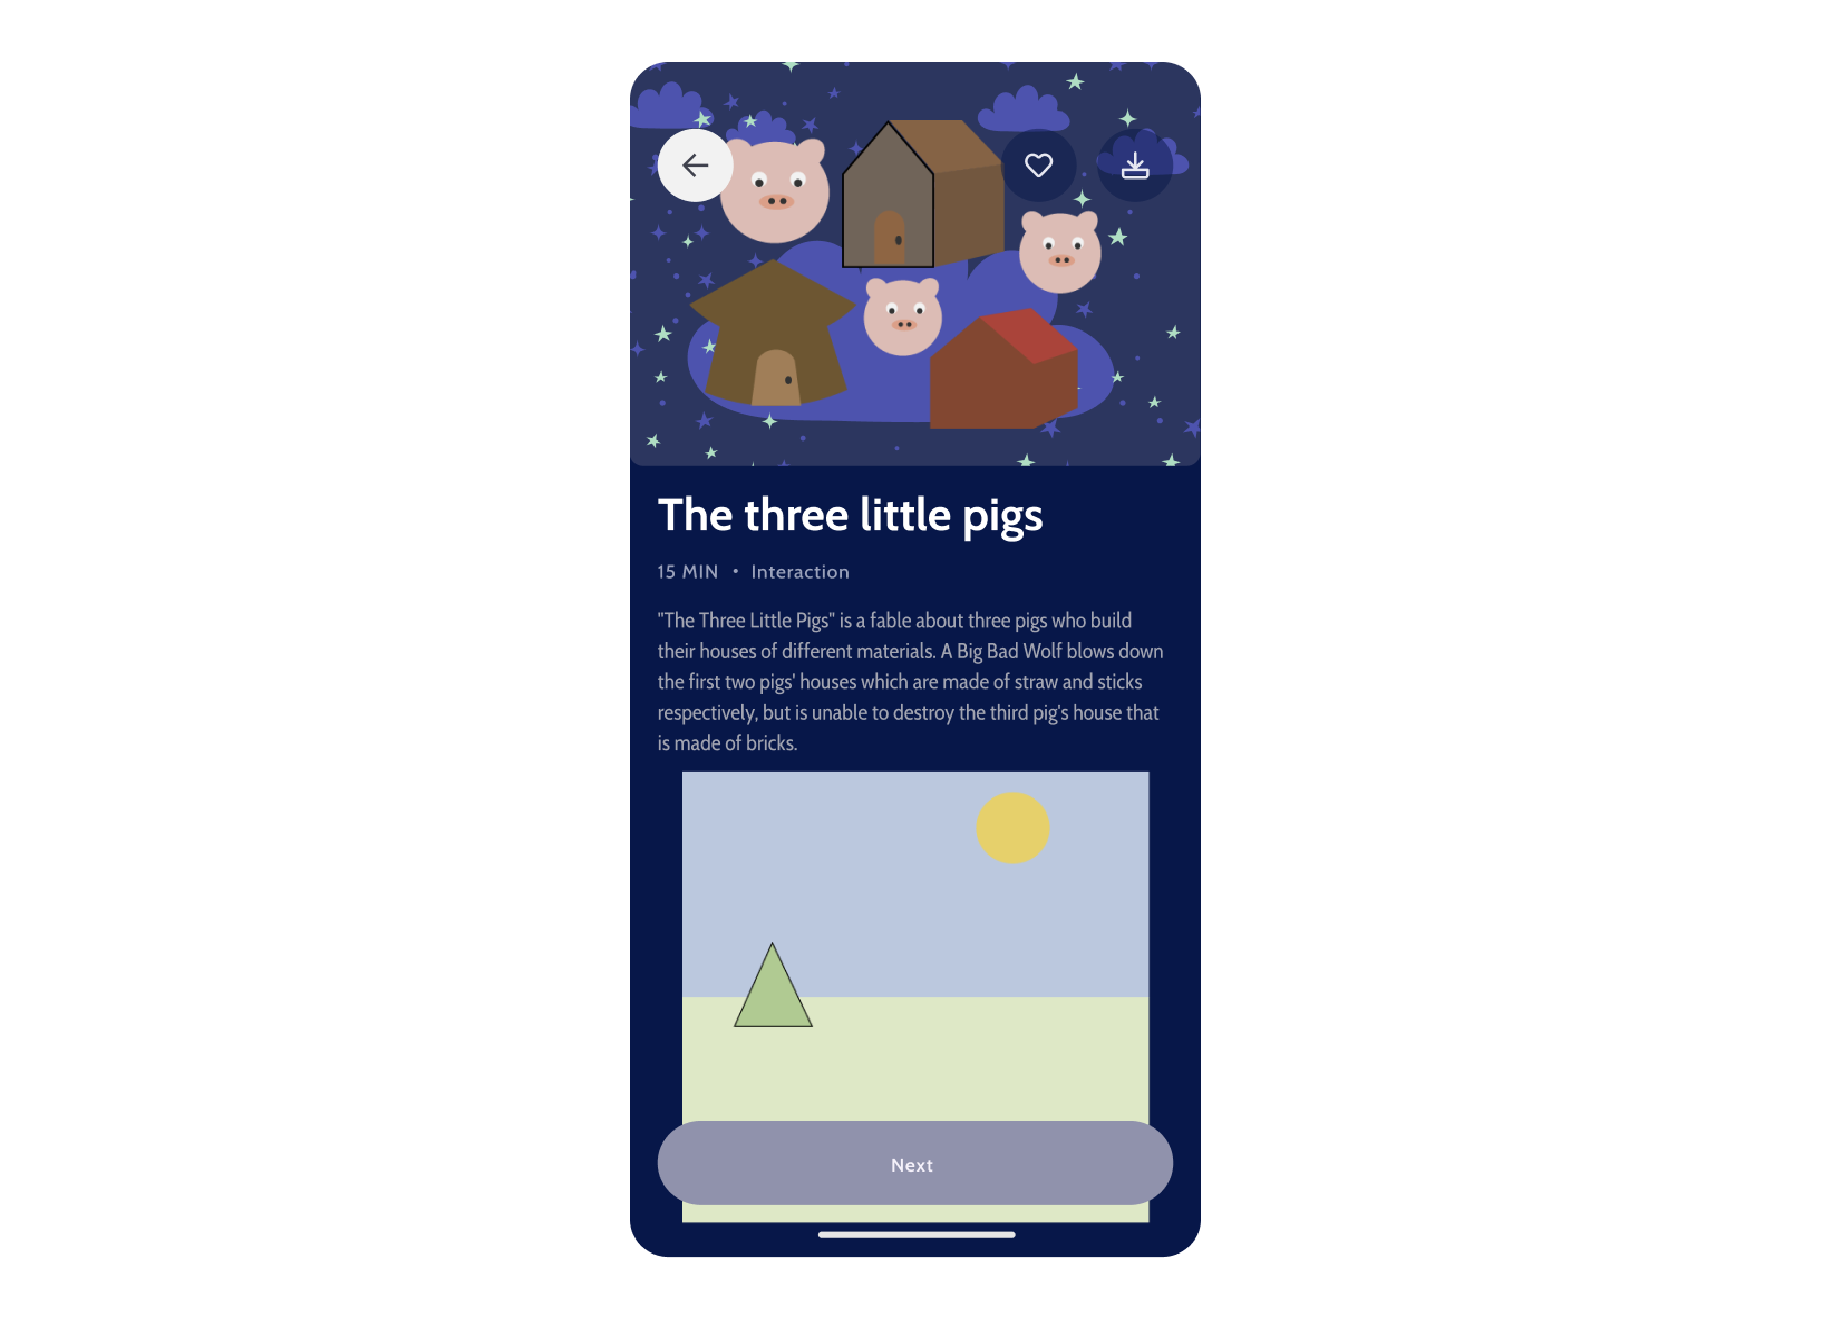 The three little pigs
15 MIN • Interaction
"The Three Little Pigs" is a fable about three pigs who build
their houses of different materials. A Big Bad Wolf blows down
the first two pigs' houses which are made of straw and sticks
respectively, but is unable to destroy the third pig's house that
is made of bricks.
Next